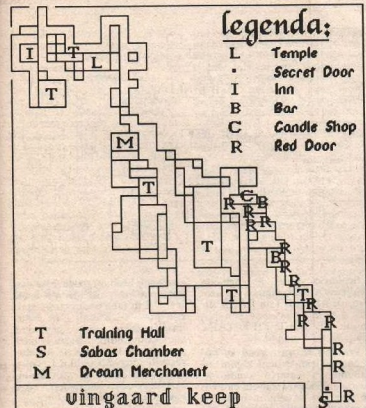 legenda:
L Temple
· Secret Door
I Inn
B Bar
C Candle Shop
R Red Door
I
T
L
T
M
T
C
R
B
R
R
R
T
R
B
R
R
T
T
R
R
R
R
R
S
R
T Training Hall
S Sabas Chamber
M Dream Merchanent
vingaard keep